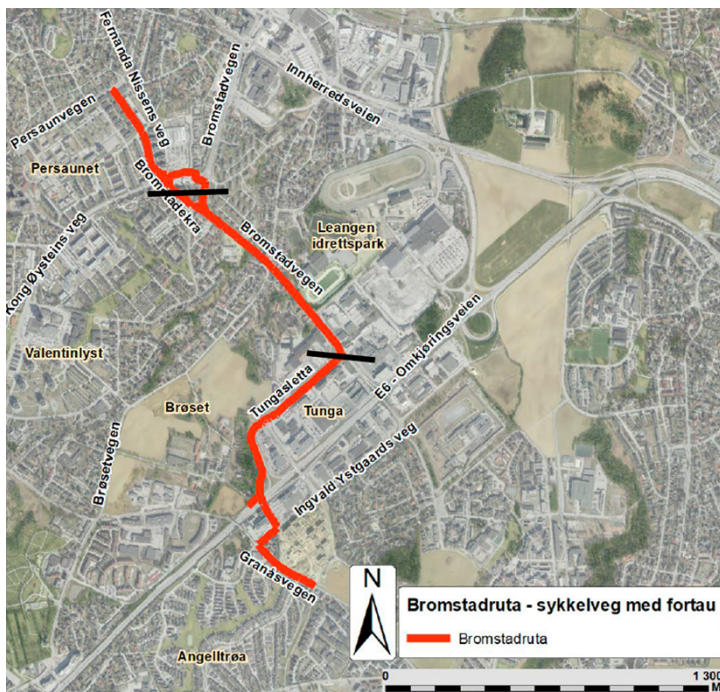 Fernanda Nissens veg
Bromstadvegen
Innherredsveien
Persaunvegen
Persaunet
Bromstadekra
Kong Øysteins veg
Bromstadvegen
Leangen
idrettspark
Valentinlyst
Brøset
Tungasletta
Tunga
E6 - Omkjøringsveien
Brøsetvegen
Ingvald Ystgaards veg
Granåsvegen
Angelltrøa
N
Bromstadruta - sykkelveg med fortau
Bromstadruta
0
1 300
M